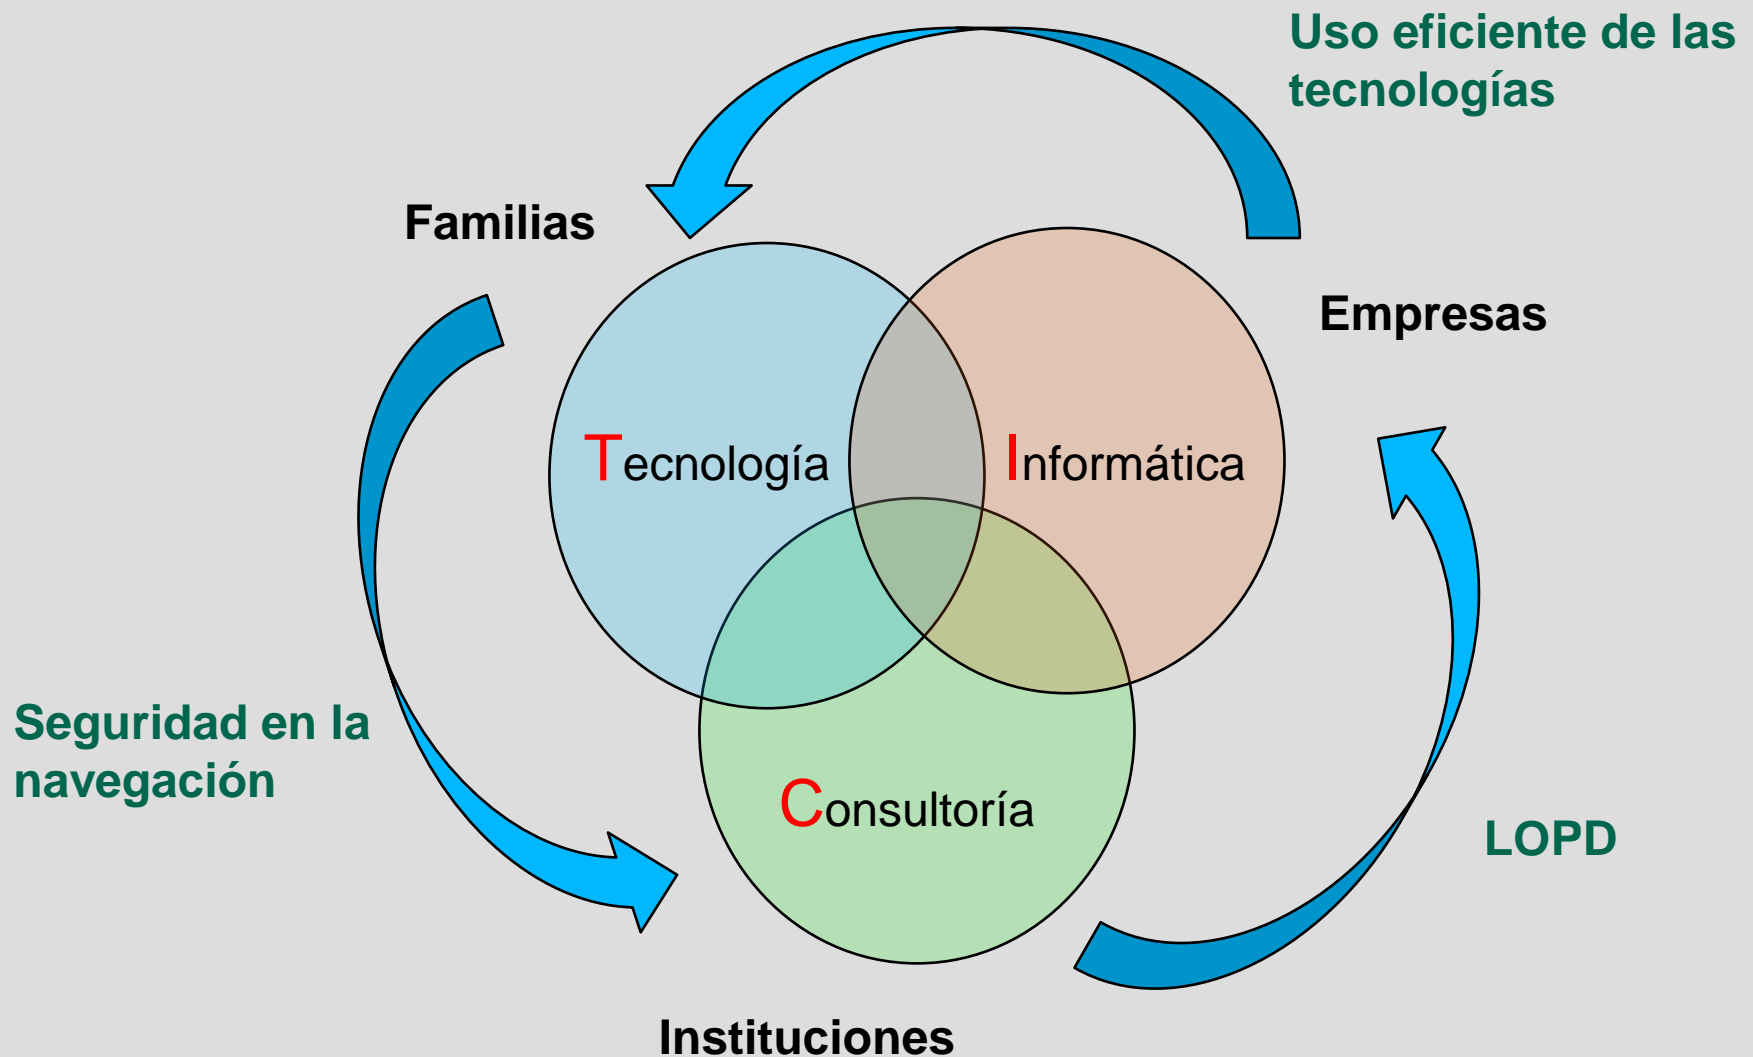 Uso eficiente de las
tecnologías
Familias
Empresas
Tecnología
Informática
Seguridad en la
navegación
Consultoría
LOPD
Instituciones